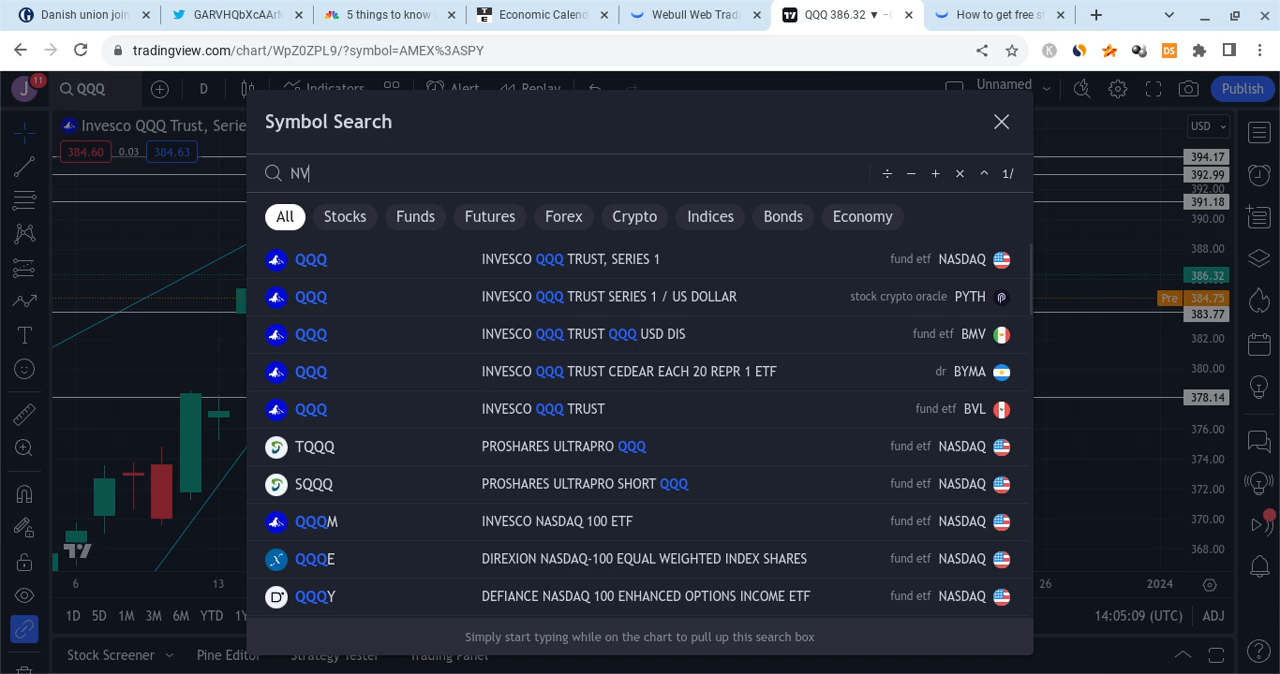 Danish union join
GARVHQbXcAAr
5 things to know
Economic Calend
Webull Web Tradi
QQQ 386.32 ▼
How to get free st
tradingview.com/chart/WpZ0ZPL9/?symbol=AMEX%3ASPY
J 11 QQQ D Indicators Alert Replay Unnamed Publish
Invesco QQQ Trust, Serie
384.60 0.03 384.63
USD
Symbol Search
NV
÷ − + × ^ 1/
All Stocks Funds Futures Forex Crypto Indices Bonds Economy
QQQ INVESCO QQQ TRUST, SERIES 1 fund etf NASDAQ
QQQ INVESCO QQQ TRUST SERIES 1 / US DOLLAR stock crypto oracle PYTH
QQQ INVESCO QQQ TRUST QQQ USD DIS fund etf BMV
QQQ INVESCO QQQ TRUST CEDEAR EACH 20 REPR 1 ETF dr BYMA
QQQ INVESCO QQQ TRUST fund etf BVL
TQQQ PROSHARES ULTRAPRO QQQ fund etf NASDAQ
SQQQ PROSHARES ULTRAPRO SHORT QQQ fund etf NASDAQ
QQQM INVESCO NASDAQ 100 ETF fund etf NASDAQ
QQQE DIREXION NASDAQ-100 EQUAL WEIGHTED INDEX SHARES fund etf NASDAQ
QQQY DEFIANCE NASDAQ 100 ENHANCED OPTIONS INCOME ETF fund etf NASDAQ
Simply start typing while on the chart to pull up this search box
394.17
392.99
392.00
391.18
390.00
388.00
386.32
Pre 384.75
383.77
382.00
380.00
378.14
376.00
374.00
372.00
370.00
368.00
6 13 26 2024
1D 5D 1M 3M 6M YTD 1Y
14:05:09 (UTC) ADJ
Stock Screener Pine Editor Strategy Tester Trading Panel